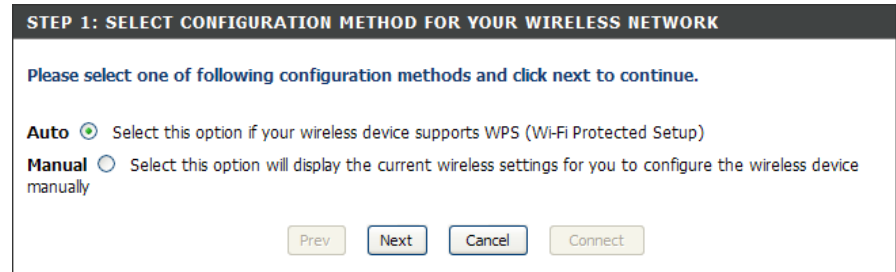 STEP 1: SELECT CONFIGURATION METHOD FOR YOUR WIRELESS NETWORK
Please select one of following configuration methods and click next to continue.
Auto Select this option if your wireless device supports WPS (Wi-Fi Protected Setup)
Manual Select this option will display the current wireless settings for you to configure the wireless device
manually
Prev Next Cancel Connect